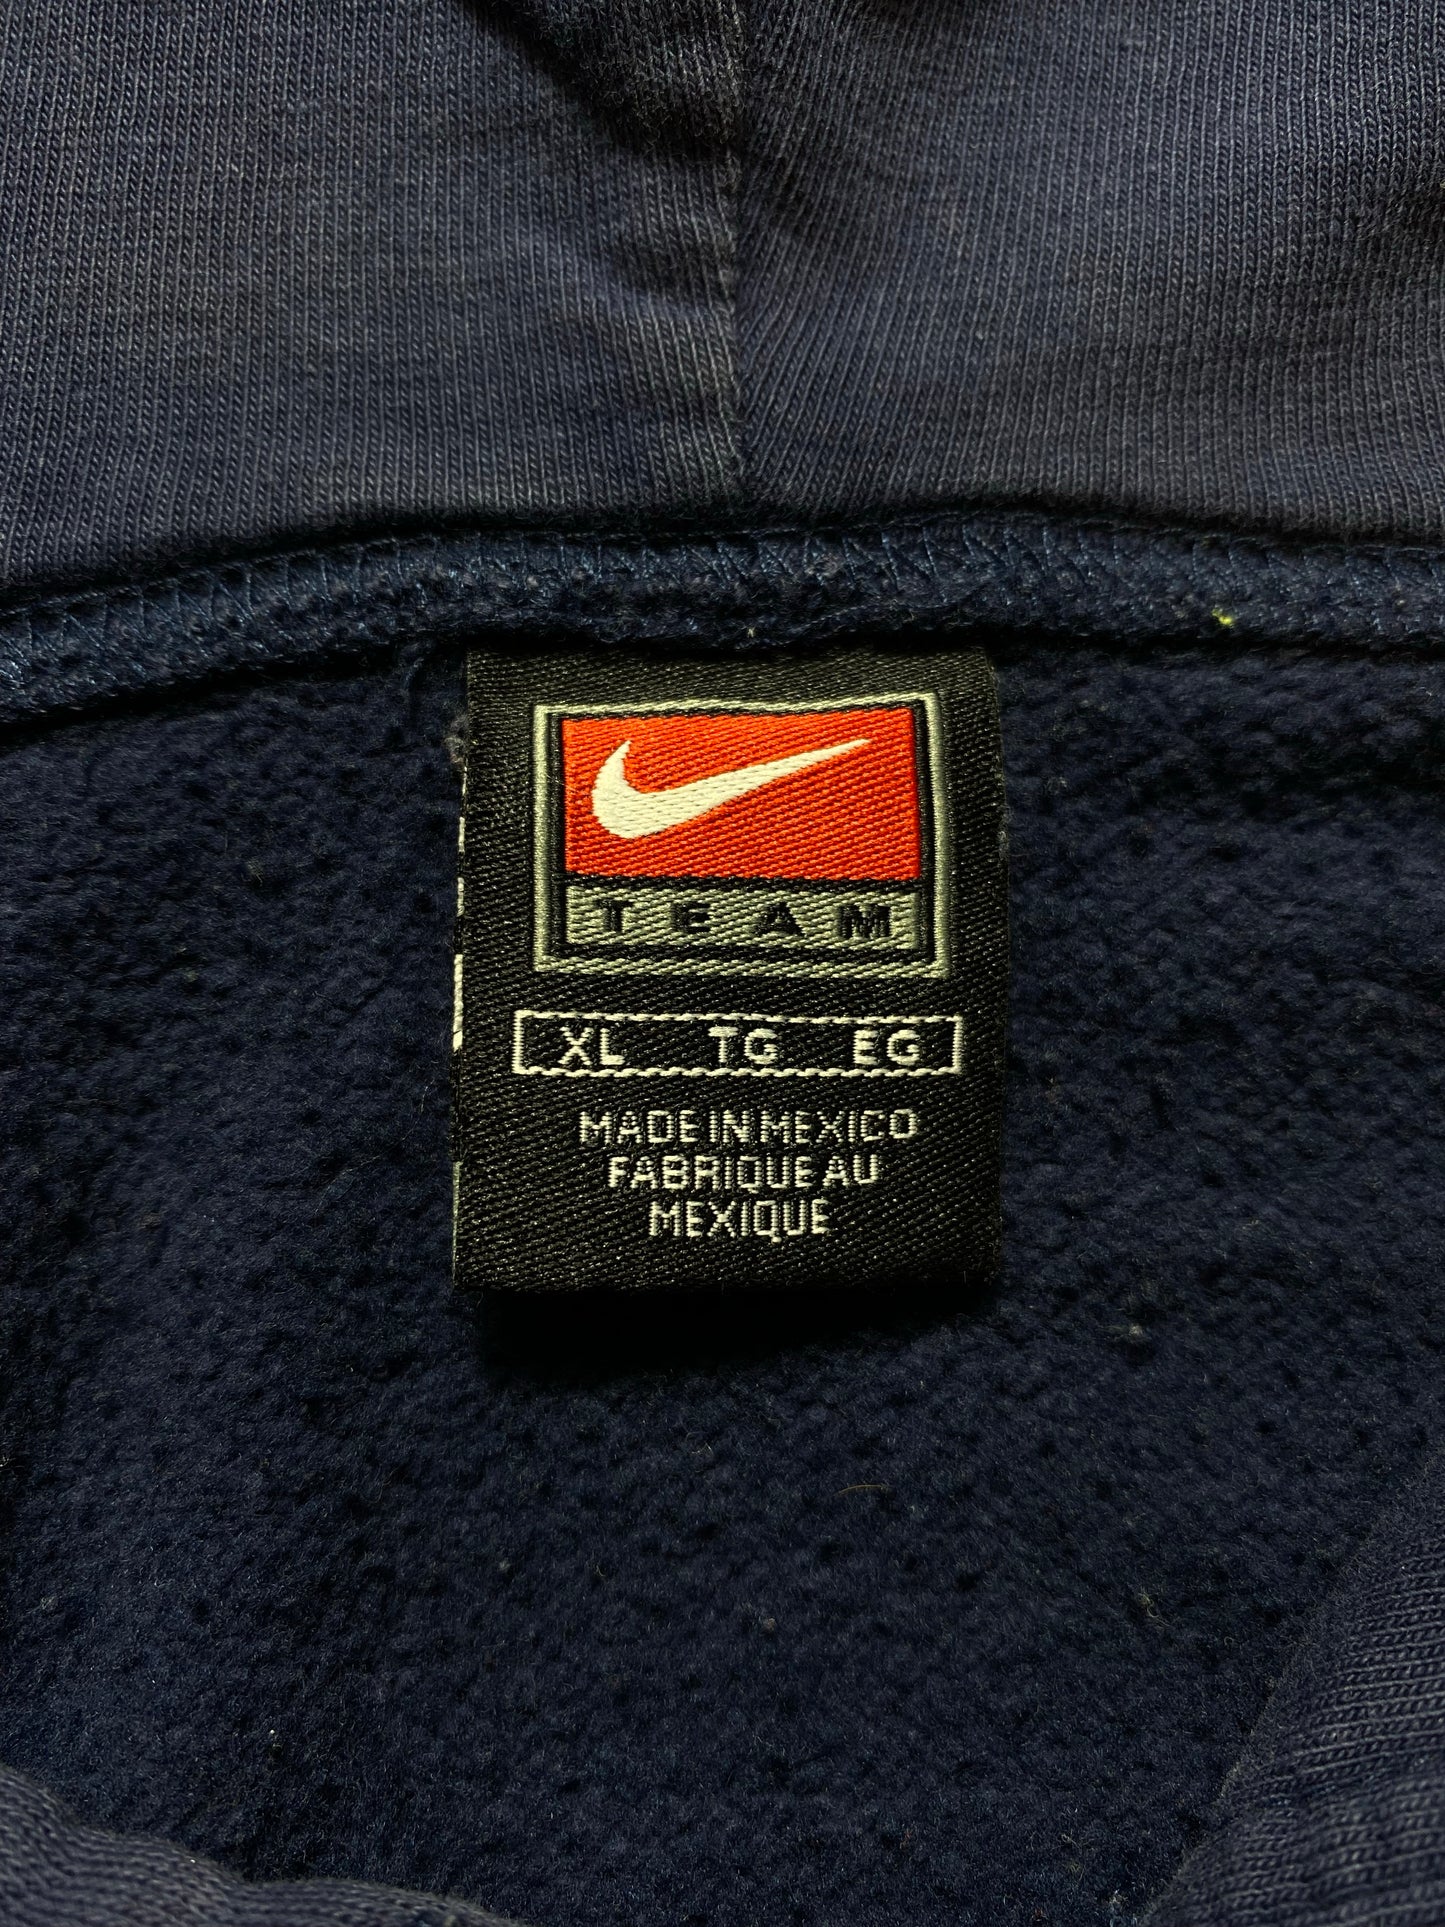 TEAM
XL TG EG
MADE IN MEXICO
FABRIQUE AU
MEXIQUE